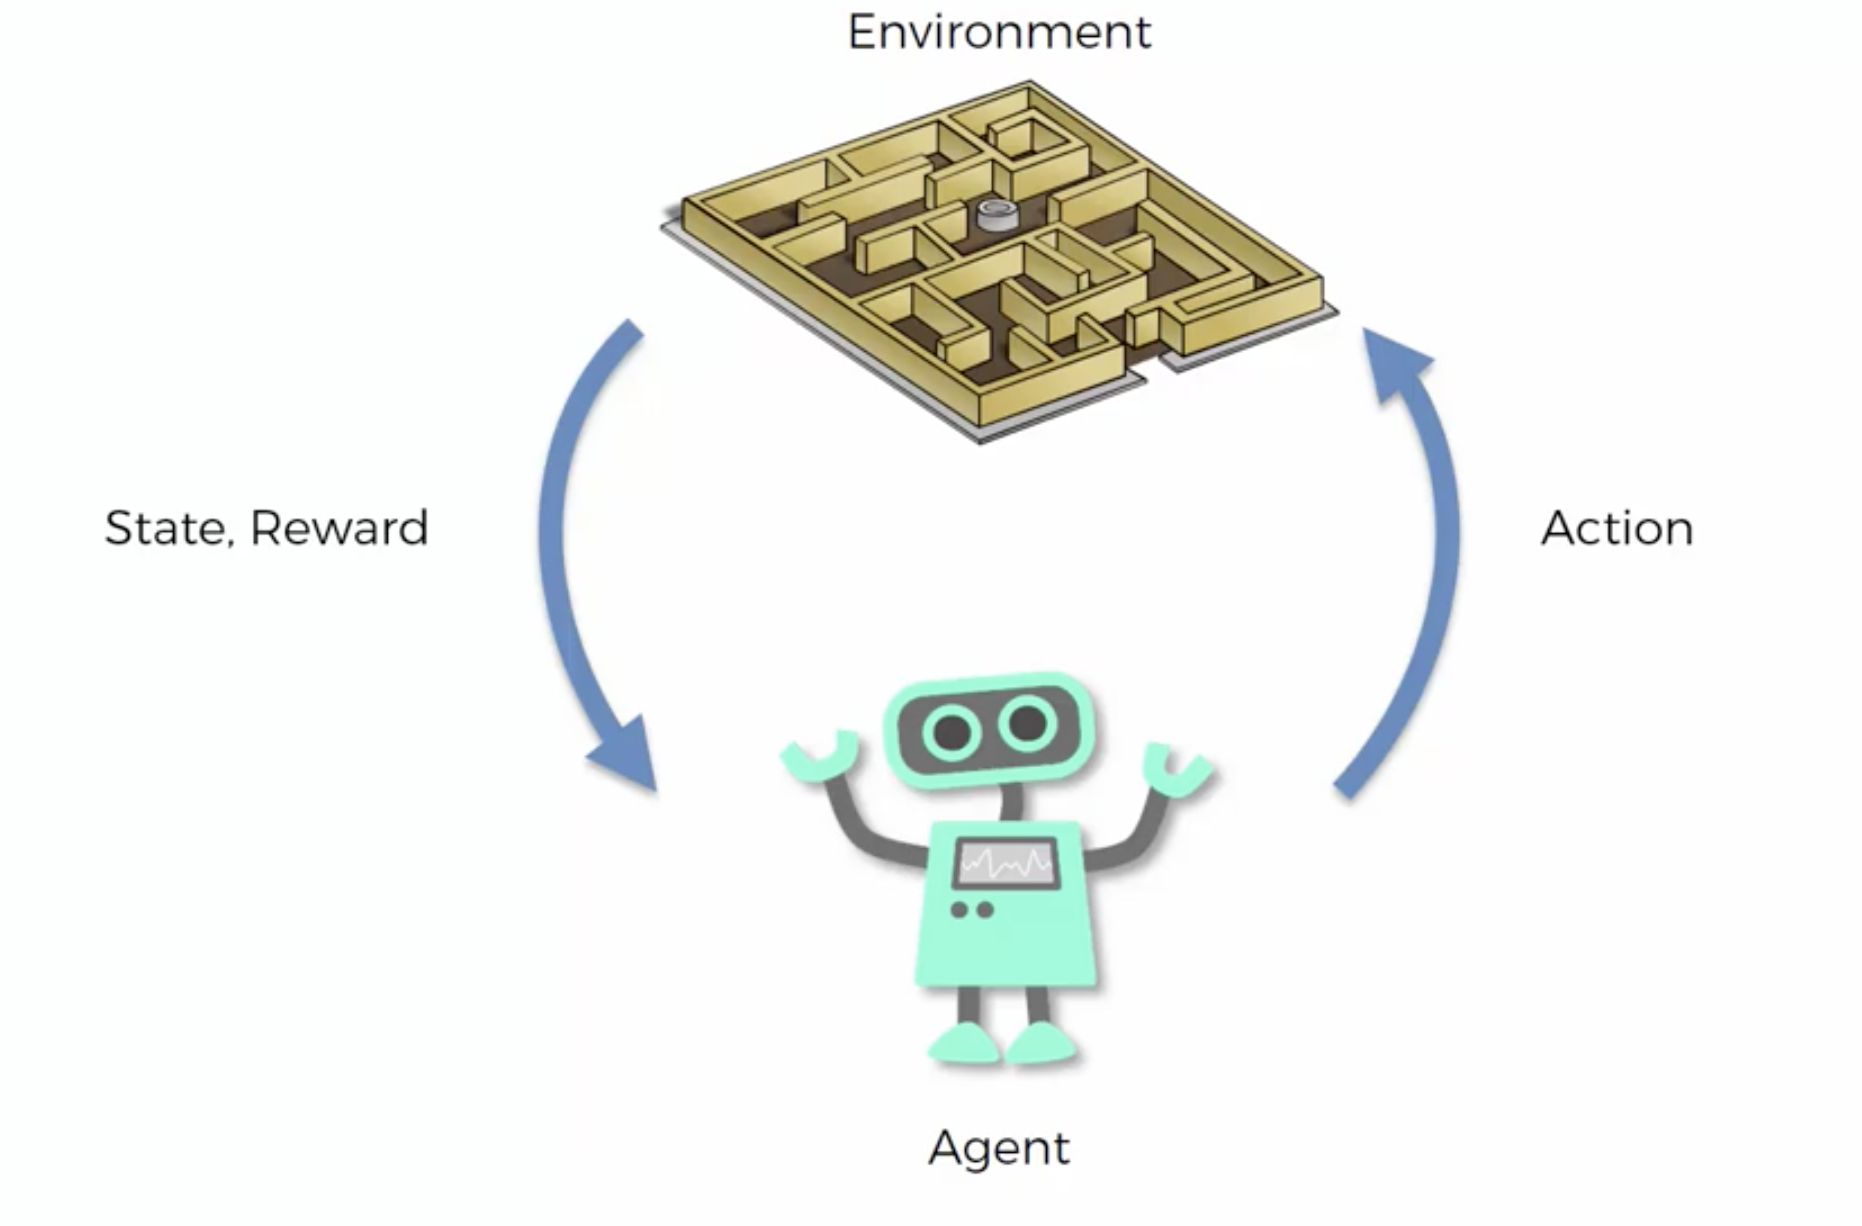 Environment
State, Reward
Action
Agent